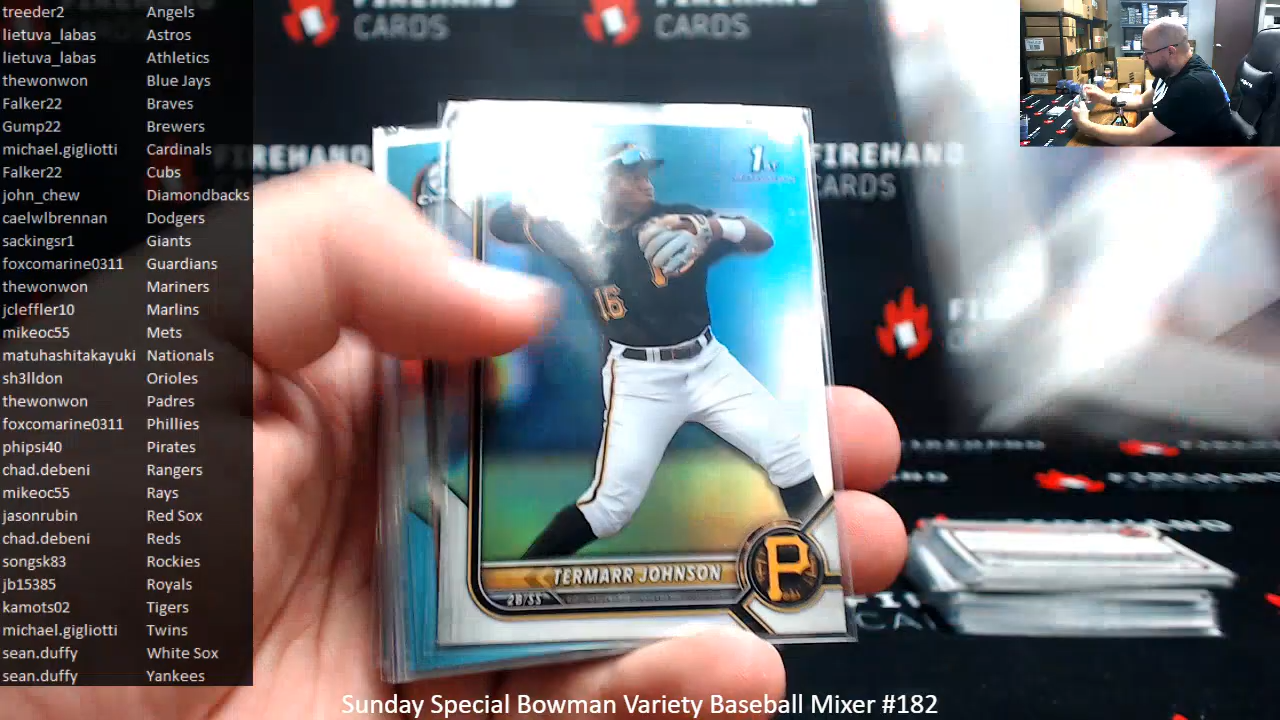 treeder2 Angels
lietuva_labas Astros
lietuva_labas Athletics
thewonwon Blue Jays
Falker22 Braves
Gump22 Brewers
michael.gigliotti Cardinals
Falker22 Cubs
john_chew Diamondbacks
caelwlbrennan Dodgers
sackingsr1 Giants
foxcomarine0311 Guardians
thewonwon Mariners
jcleffler10 Marlins
mikeoc55 Mets
matuhashitakayuki Nationals
sh3lldon Orioles
thewonwon Padres
foxcomarine0311 Phillies
phipsi40 Pirates
chad.debeni Rangers
mikeoc55 Rays
jasonrubin Red Sox
chad.debeni Reds
songsk83 Rockies
jb15385 Royals
kamots02 Tigers
michael.gigliotti Twins
sean.duffy White Sox
sean.duffy Yankees
CARDS
CARDS
FIREHAND
FIREHAND
CARDS
1st
16
P
TERMARR JOHNSON
2B/SS
P
Sunday Special Bowman Variety Baseball Mixer #182